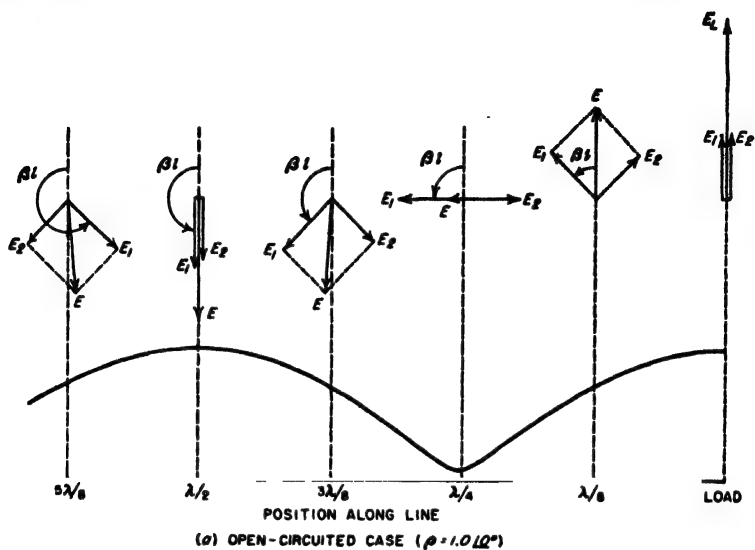 E_L
E
E₁ βl E₂
E₁ E₂
βl
βl
βl
βl
E₁ E E₂
E₂ E₁
E₁ E₂
E₁ E₂
E
E
E
5λ/8 λ/2 3λ/8 λ/4 λ/8 LOAD
POSITION ALONG LINE
(a) OPEN-CIRCUITED CASE (ρ = 1.0 ∠0°)